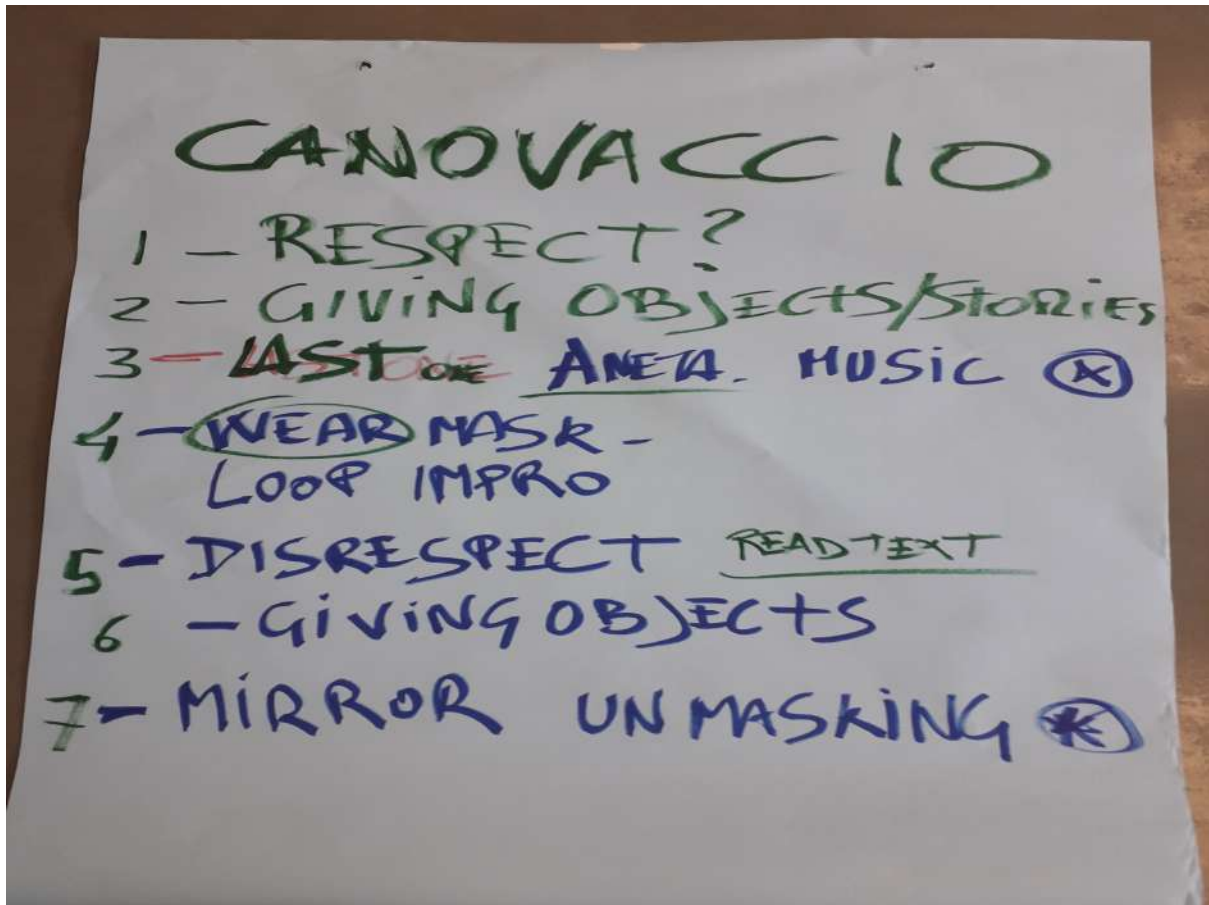 CANOVACCIO
1 - RESPECT?
2 - GIVING OBJECTS/STORIES
3 - LAST ONE ANETA. MUSIC
4 - WEAR MASK -
LOOP IMPRO
5 - DISRESPECT READ TEXT
6 - GIVING OBJECTS
7 - MIRROR UNMASKING